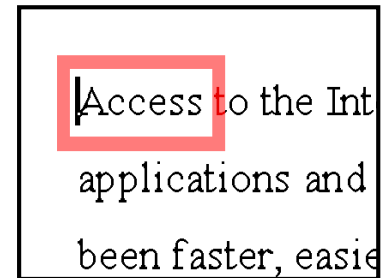 Access to the Int
applications and
been faster, easie